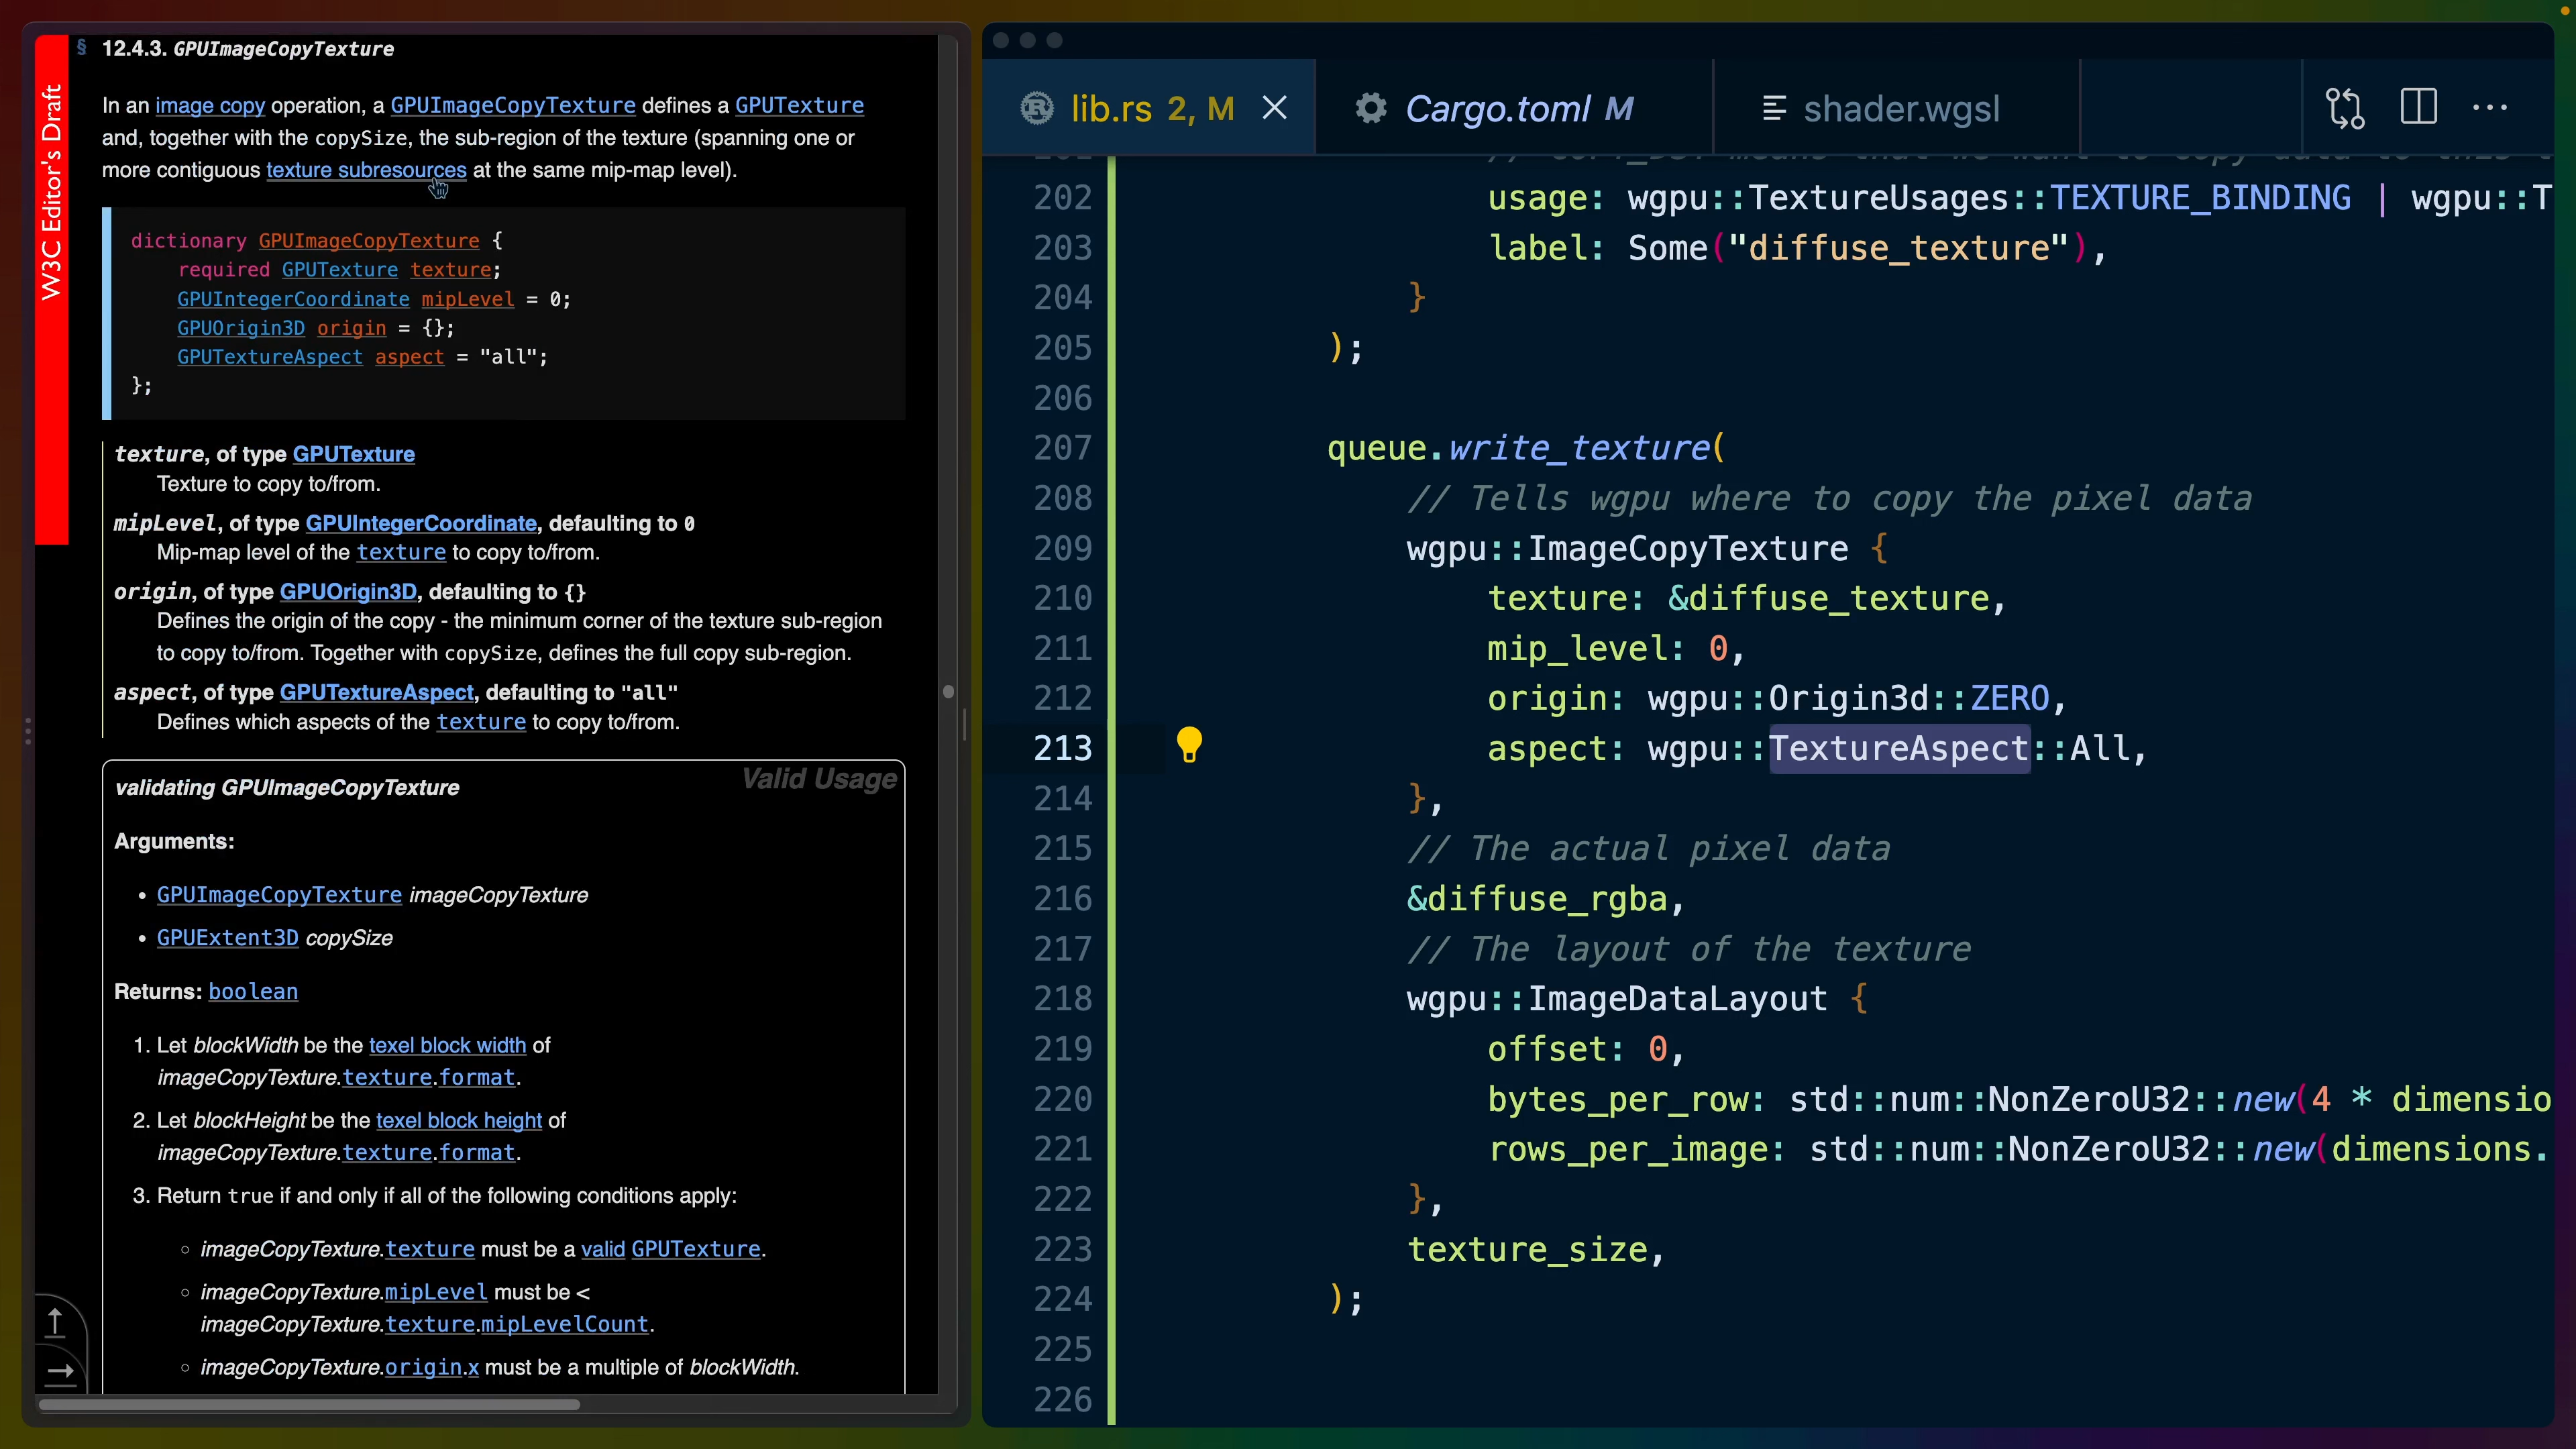 W3C Editor's Draft
§ 12.4.3. GPUImageCopyTexture
In an image copy operation, a GPUImageCopyTexture defines a GPUTexture
and, together with the copySize, the sub-region of the texture (spanning one or
more contiguous texture subresources at the same mip-map level).
dictionary GPUImageCopyTexture {
required GPUTexture texture;
GPUIntegerCoordinate mipLevel = 0;
GPUOrigin3D origin = {};
GPUTextureAspect aspect = "all";
};
texture, of type GPUTexture
Texture to copy to/from.
mipLevel, of type GPUIntegerCoordinate, defaulting to 0
Mip-map level of the texture to copy to/from.
origin, of type GPUOrigin3D, defaulting to {}
Defines the origin of the copy - the minimum corner of the texture sub-region
to copy to/from. Together with copySize, defines the full copy sub-region.
aspect, of type GPUTextureAspect, defaulting to "all"
Defines which aspects of the texture to copy to/from.
Valid Usage
validating GPUImageCopyTexture
Arguments:
• GPUImageCopyTexture imageCopyTexture
• GPUExtent3D copySize
Returns: boolean
1. Let blockWidth be the texel block width of
imageCopyTexture.texture.format.
2. Let blockHeight be the texel block height of
imageCopyTexture.texture.format.
3. Return true if and only if all of the following conditions apply:
◦ imageCopyTexture.texture must be a valid GPUTexture.
◦ imageCopyTexture.mipLevel must be <
imageCopyTexture.texture.mipLevelCount.
◦ imageCopyTexture.origin.x must be a multiple of blockWidth.
lib.rs 2, M
Cargo.toml M
shader.wgsl
202 usage: wgpu::TextureUsages::TEXTURE_BINDING | wgpu::T
203 label: Some("diffuse_texture"),
204 }
205 );
206
207 queue.write_texture(
208 // Tells wgpu where to copy the pixel data
209 wgpu::ImageCopyTexture {
210 texture: &diffuse_texture,
211 mip_level: 0,
212 origin: wgpu::Origin3d::ZERO,
213 aspect: wgpu::TextureAspect::All,
214 },
215 // The actual pixel data
216 &diffuse_rgba,
217 // The layout of the texture
218 wgpu::ImageDataLayout {
219 offset: 0,
220 bytes_per_row: std::num::NonZeroU32::new(4 * dimensio
221 rows_per_image: std::num::NonZeroU32::new(dimensions.
222 },
223 texture_size,
224 );
225
226